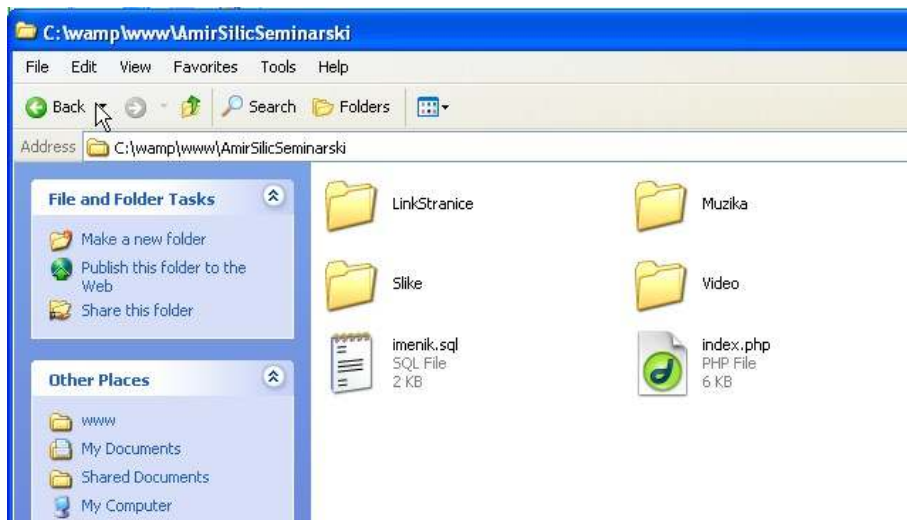 C:\wamp\www\AmirSilicSeminarski
File Edit View Favorites Tools Help
Back Search Folders
Address C:\wamp\www\AmirSilicSeminarski
File and Folder Tasks
Make a new folder
Publish this folder to the
Web
Share this folder
Other Places
www
My Documents
Shared Documents
My Computer
LinkStranice
Muzika
Slike
Video
imenik.sql
SQL File
2 KB
index.php
PHP File
6 KB